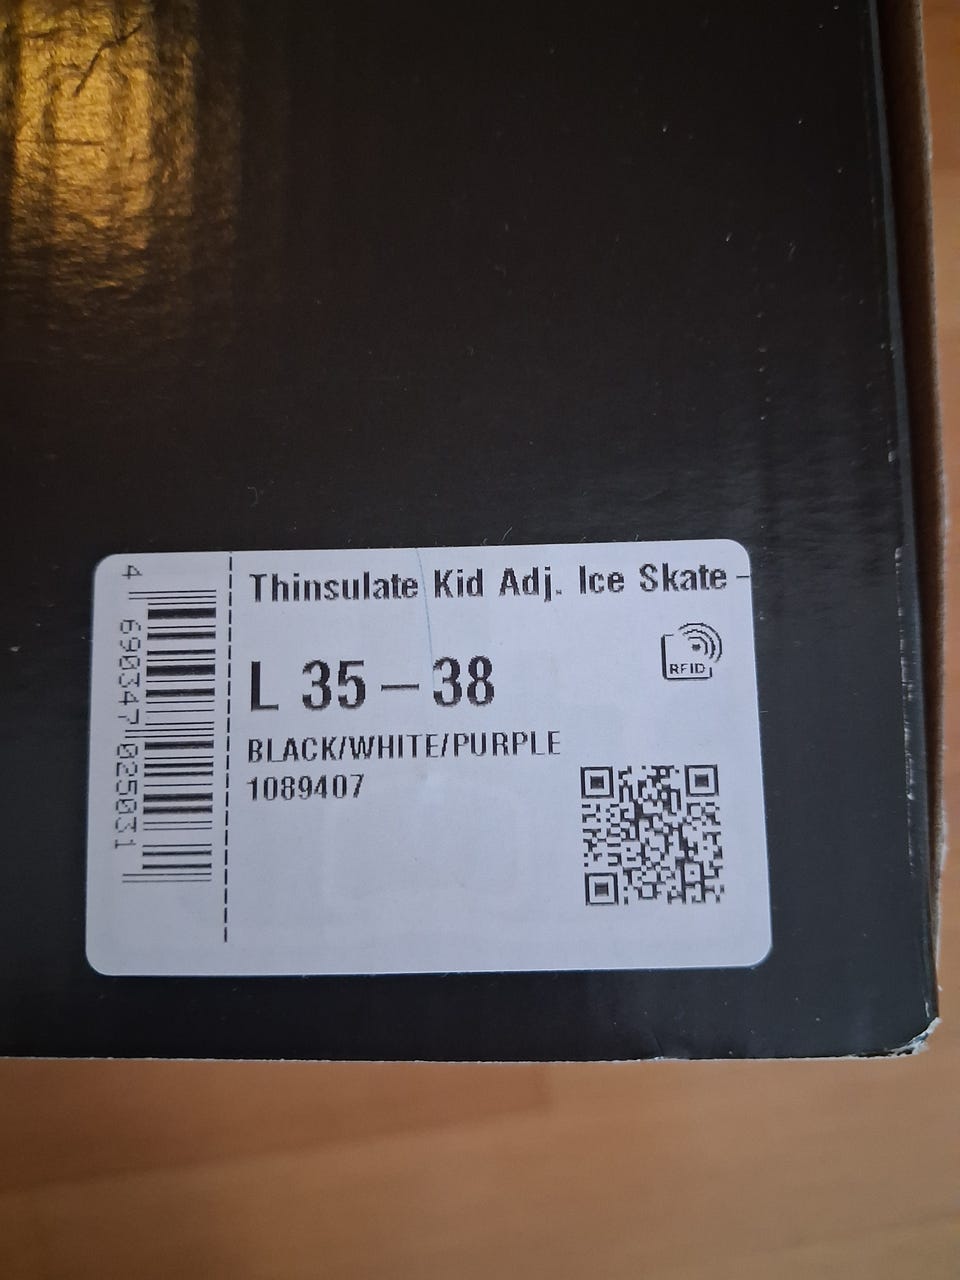 Thinsulate Kid Adj. Ice Skate -
RFID
L 35-38
BLACK/WHITE/PURPLE
1089407
4 690347 025031